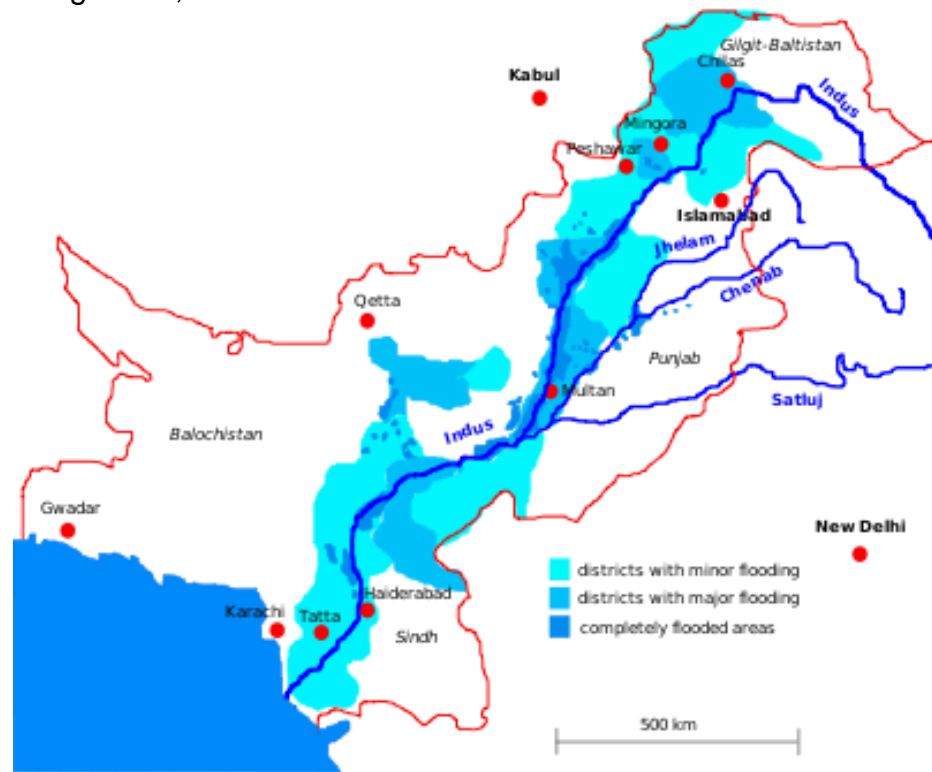 Gilgit-Baltistan
Chilas
Kabul
Indus
Mingora
Peshawar
Islamabad
Jhelam
Chenab
Qetta
Punjab
Multan
Satluj
Indus
Balochistan
Gwadar
New Delhi
districts with minor flooding
districts with major flooding
completely flooded areas
Haiderabad
Karachi
Tatta
Sindh
500 km